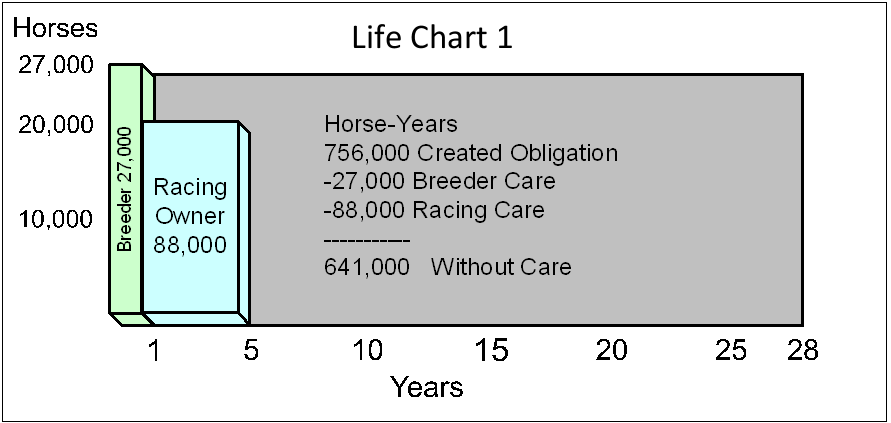 Life Chart 1
Horses
27,000
20,000
10,000
Breeder 27,000
Racing
Owner
88,000
Horse-Years
756,000 Created Obligation
-27,000 Breeder Care
-88,000 Racing Care
-----------
641,000 Without Care
1 5 10 15 20 25 28
Years